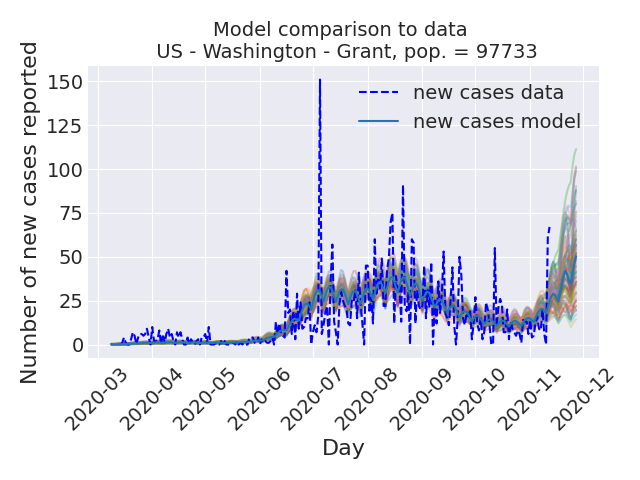 Model comparison to data
US - Washington - Grant, pop. = 97733
Number of new cases reported
150
125
100
75
50
25
0
new cases data
new cases model
2020-03
2020-04
2020-05
2020-06
2020-07
2020-08
2020-09
2020-10
2020-11
2020-12
Day